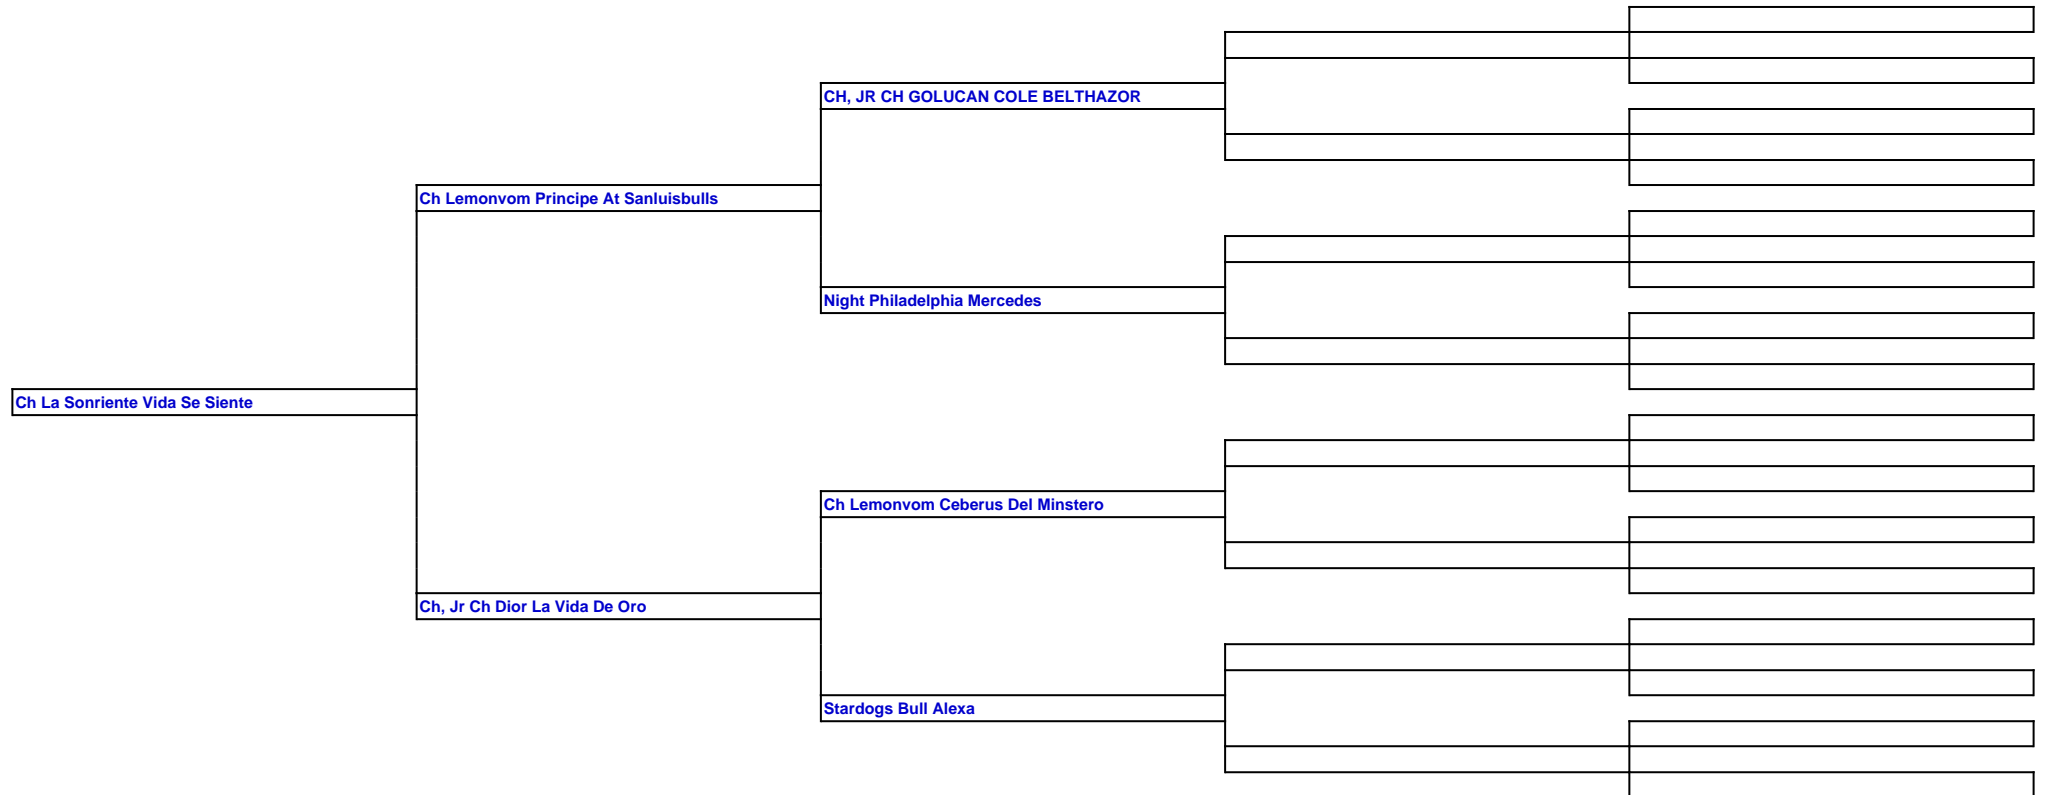 CH, JR CH GOLUCAN COLE BELTHAZOR
Ch Lemonvom Principe At Sanluisbulls
Night Philadelphia Mercedes
Ch La Sonriente Vida Se Siente
Ch Lemonvom Ceberus Del Minstero
Ch, Jr Ch Dior La Vida De Oro
Stardogs Bull Alexa